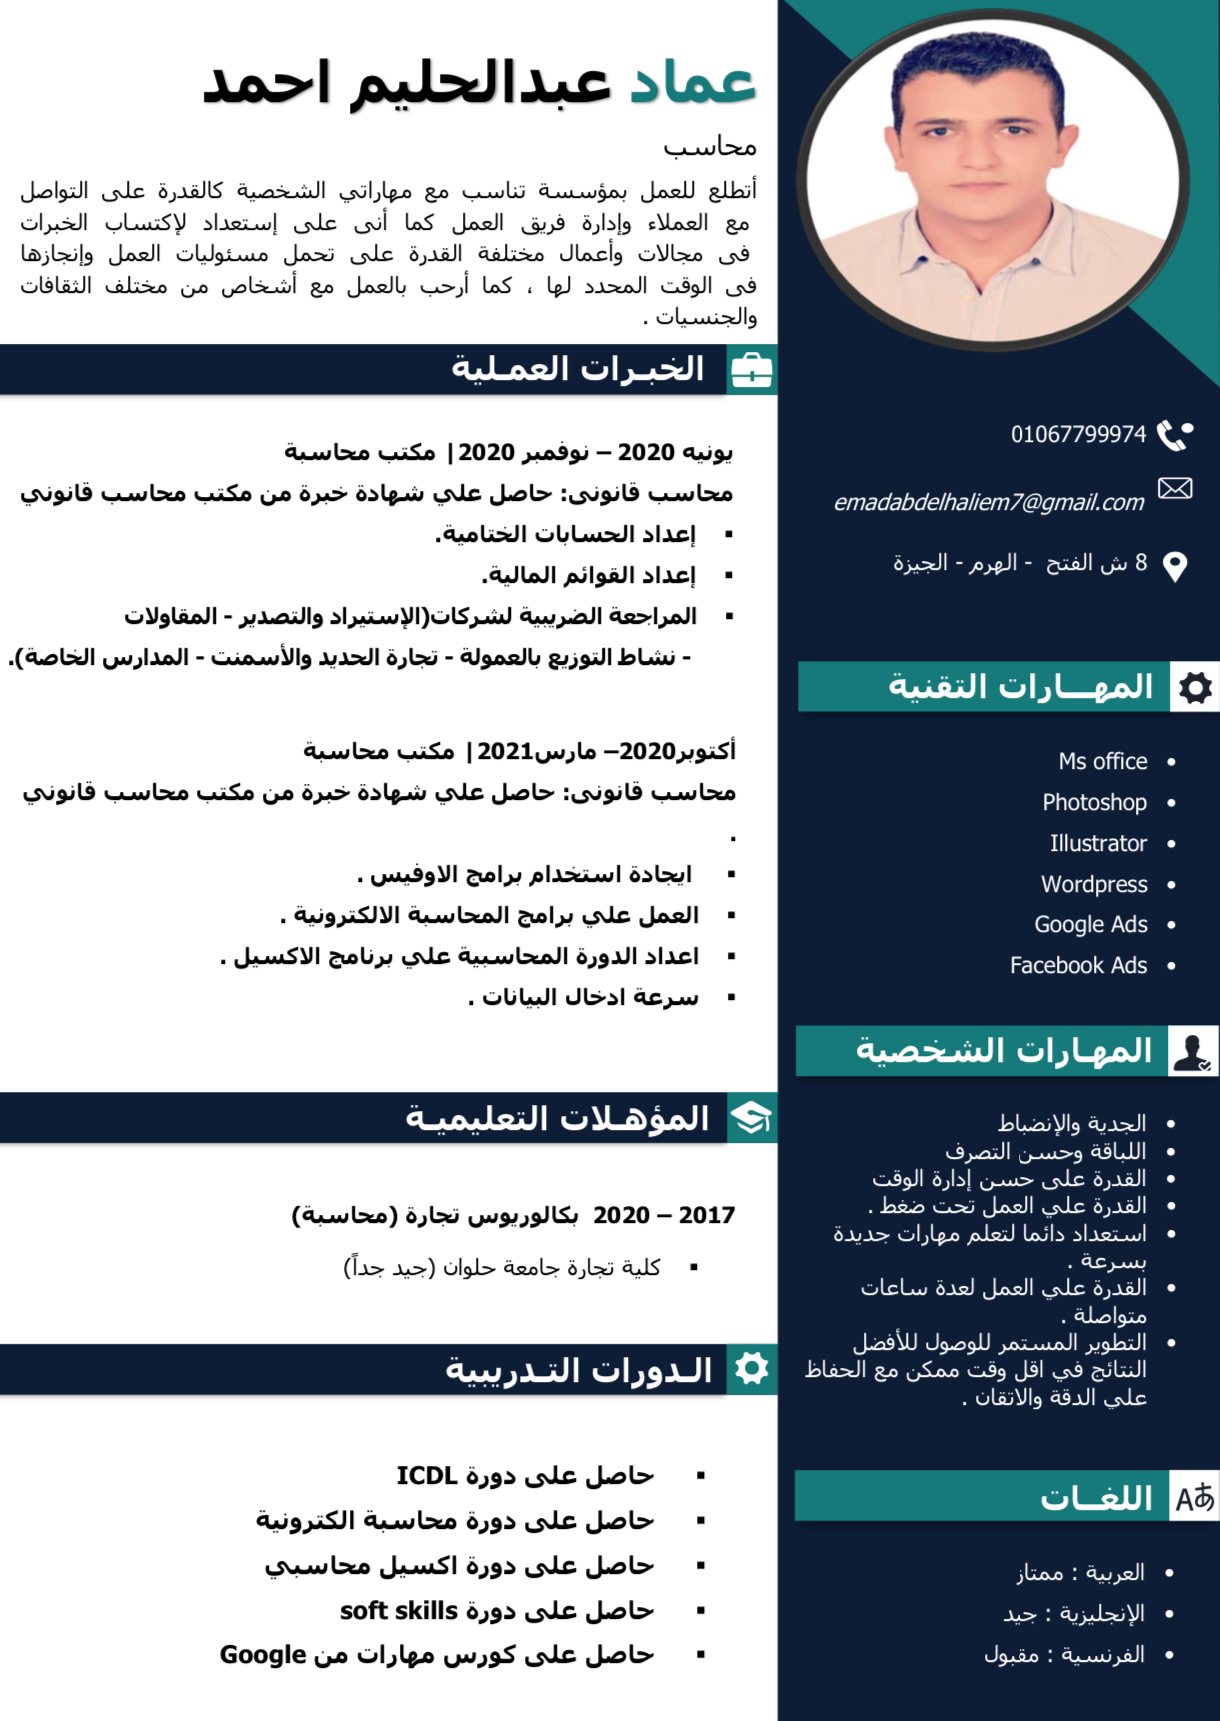 عماد عبدالحليم احمد
محاسب
أتطلع للعمل بمؤسسة تناسب مع مهاراتي الشخصية كالقدرة على التواصل
مع العملاء وإدارة فريق العمل كما أنى على إستعداد لإكتساب الخبرات
فى مجالات وأعمال مختلفة القدرة على تحمل مسئوليات العمل وإنجازها
فى الوقت المحدد لها ، كما أرحب بالعمل مع أشخاص من مختلف الثقافات
والجنسيات .
الخبـرات العمـلية
يونيه 2020 – نوفمبر 2020 | مكتب محاسبة
محاسب قانونى: حاصل علي شهادة خبرة من مكتب محاسب قانوني
▪ إعداد الحسابات الختامية.
▪ إعداد القوائم المالية.
▪ المراجعة الضريبية لشركات(الإستيراد والتصدير - المقاولات
- نشاط التوزيع بالعمولة - تجارة الحديد والأسمنت - المدارس الخاصة).
أكتوبر2020– مارس2021 | مكتب محاسبة
محاسب قانونى: حاصل علي شهادة خبرة من مكتب محاسب قانوني
.
▪ ايجادة استخدام برامج الاوفيس .
▪ العمل علي برامج المحاسبة الالكترونية .
▪ اعداد الدورة المحاسبية علي برنامج الاكسيل .
▪ سرعة ادخال البيانات .
المؤهـلات التعليميـة
2017 – 2020 بكالوريوس تجارة (محاسبة)
▪ كلية تجارة جامعة حلوان (جيد جداً)
الـدورات التـدريبية
▪ حاصل على دورة ICDL
▪ حاصل على دورة محاسبة الكترونية
▪ حاصل على دورة اكسيل محاسبي
▪ حاصل على دورة soft skills
▪ حاصل على كورس مهارات من Google
01067799974
emadabdelhaliem7@gmail.com
8 ش الفتح - الهرم - الجيزة
المهـــارات التقنية
• Ms office
• Photoshop
• Illustrator
• Wordpress
• Google Ads
• Facebook Ads
المهـارات الشخصية
• الجدية والإنضباط
• اللباقة وحسن التصرف
• القدرة على حسن إدارة الوقت
• القدرة علي العمل تحت ضغط .
• استعداد دائما لتعلم مهارات جديدة
بسرعة .
• القدرة علي العمل لعدة ساعات
متواصلة .
• التطوير المستمر للوصول للأفضل
النتائج في اقل وقت ممكن مع الحفاظ
علي الدقة والاتقان .
اللغــات
Aあ
• العربية : ممتاز
• الإنجليزية : جيد
• الفرنسية : مقبول